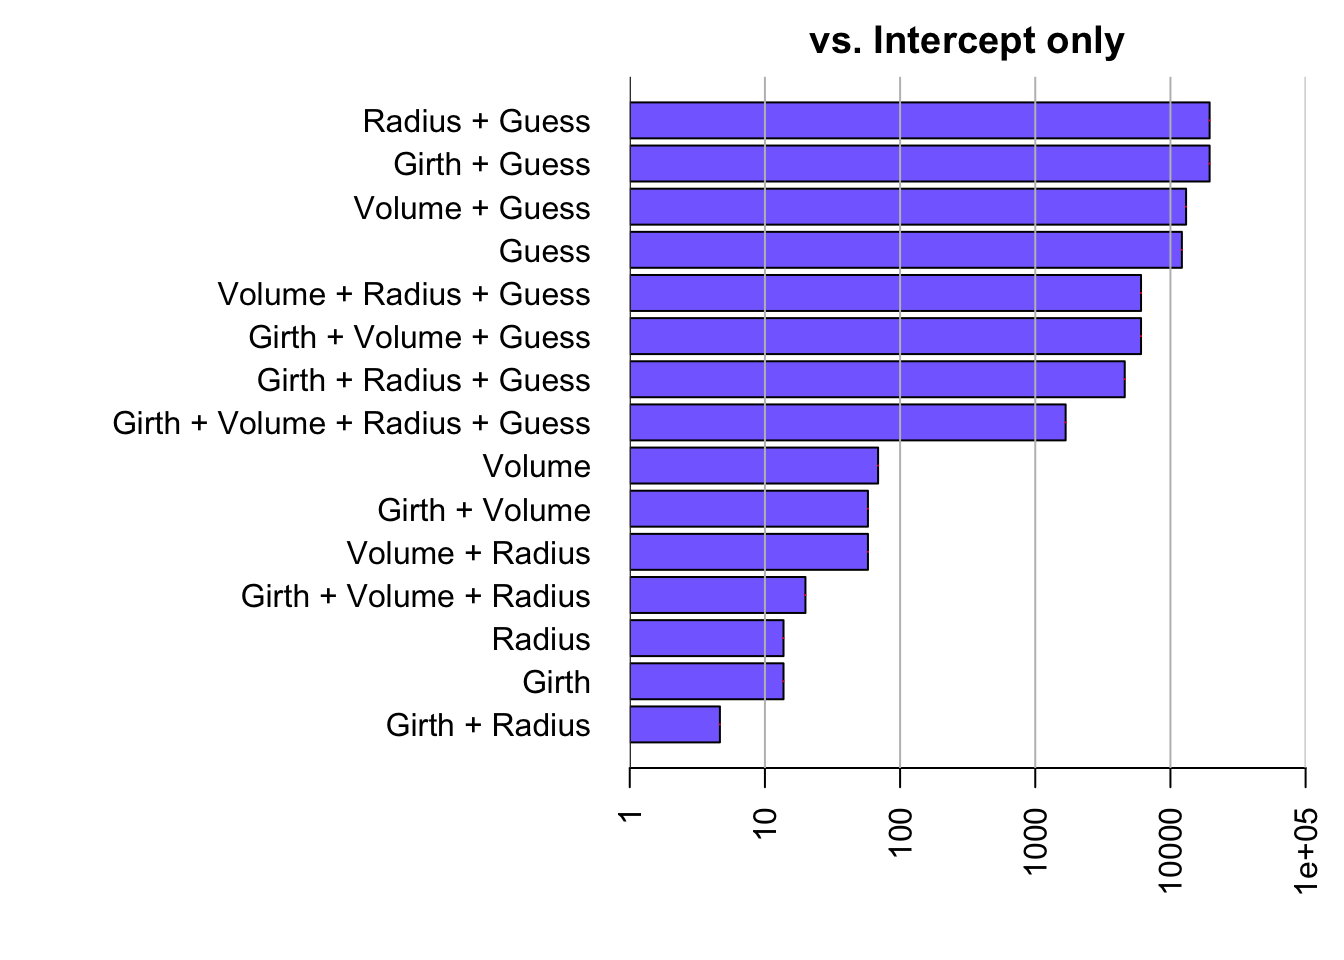 vs. Intercept only
Radius + Guess
Girth + Guess
Volume + Guess
Guess
Volume + Radius + Guess
Girth + Volume + Guess
Girth + Radius + Guess
Girth + Volume + Radius + Guess
Volume
Girth + Volume
Volume + Radius
Girth + Volume + Radius
Radius
Girth
Girth + Radius
1
10
100
1000
10000
1e+05